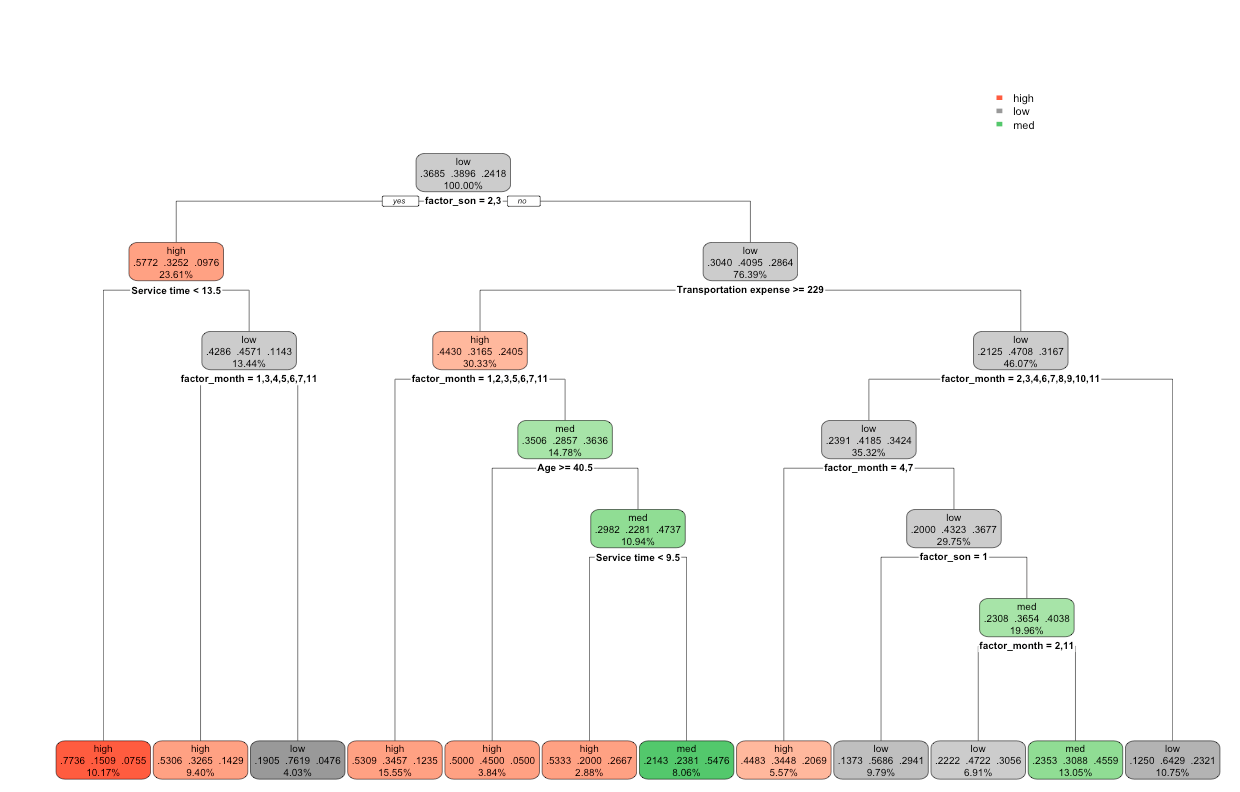 high
low
med
low
.3685 .3896 .2418
100.00%
yes factor_son = 2,3 no
high
.5772 .3252 .0976
23.61%
low
.3040 .4095 .2864
76.39%
Service time < 13.5
Transportation expense >= 229
low
.4286 .4571 .1143
13.44%
high
.4430 .3165 .2405
30.33%
low
.2125 .4708 .3167
46.07%
factor_month = 1,3,4,5,6,7,11
factor_month = 1,2,3,5,6,7,11
factor_month = 2,3,4,6,7,8,9,10,11
med
.3506 .2857 .3636
14.78%
low
.2391 .4185 .3424
35.32%
Age >= 40.5
factor_month = 4,7
med
.2982 .2281 .4737
10.94%
low
.2000 .4323 .3677
29.75%
Service time < 9.5
factor_son = 1
med
.2308 .3654 .4038
19.96%
factor_month = 2,11
high
.7736 .1509 .0755
10.17%
high
.5306 .3265 .1429
9.40%
low
.1905 .7619 .0476
4.03%
high
.5309 .3457 .1235
15.55%
high
.5000 .4500 .0500
3.84%
high
.5333 .2000 .2667
2.88%
med
.2143 .2381 .5476
8.06%
high
.4483 .3448 .2069
5.57%
low
.1373 .5686 .2941
9.79%
low
.2222 .4722 .3056
6.91%
med
.2353 .3088 .4559
13.05%
low
.1250 .6429 .2321
10.75%